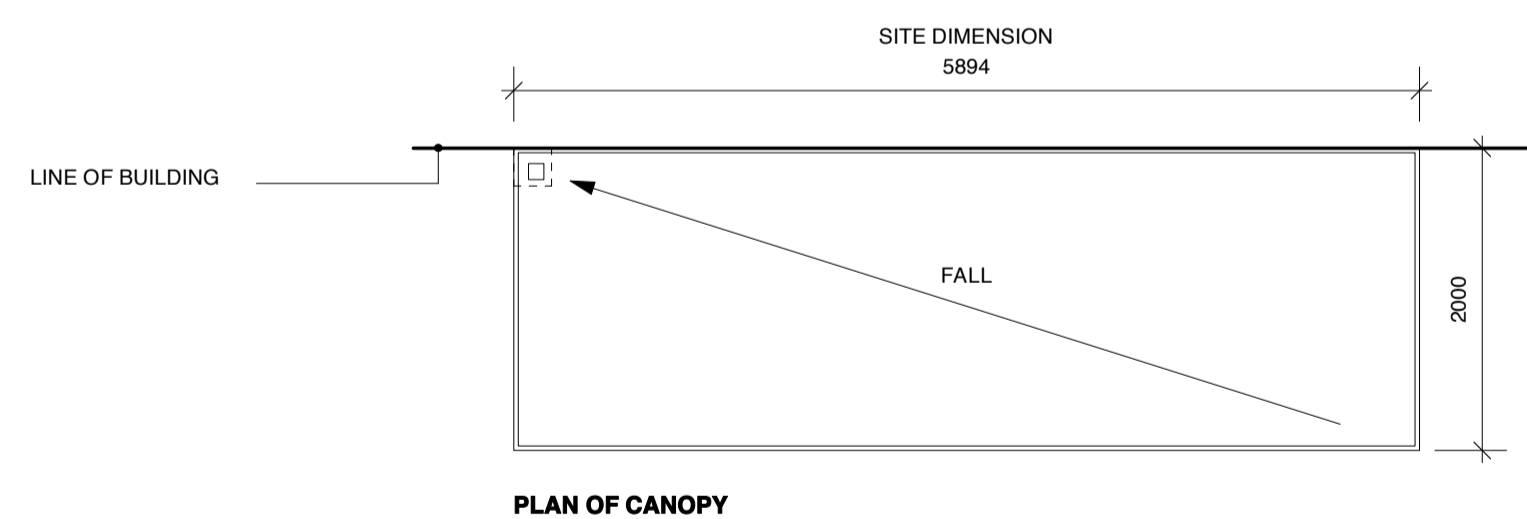 SITE DIMENSION
5894
LINE OF BUILDING
FALL
2000
PLAN OF CANOPY